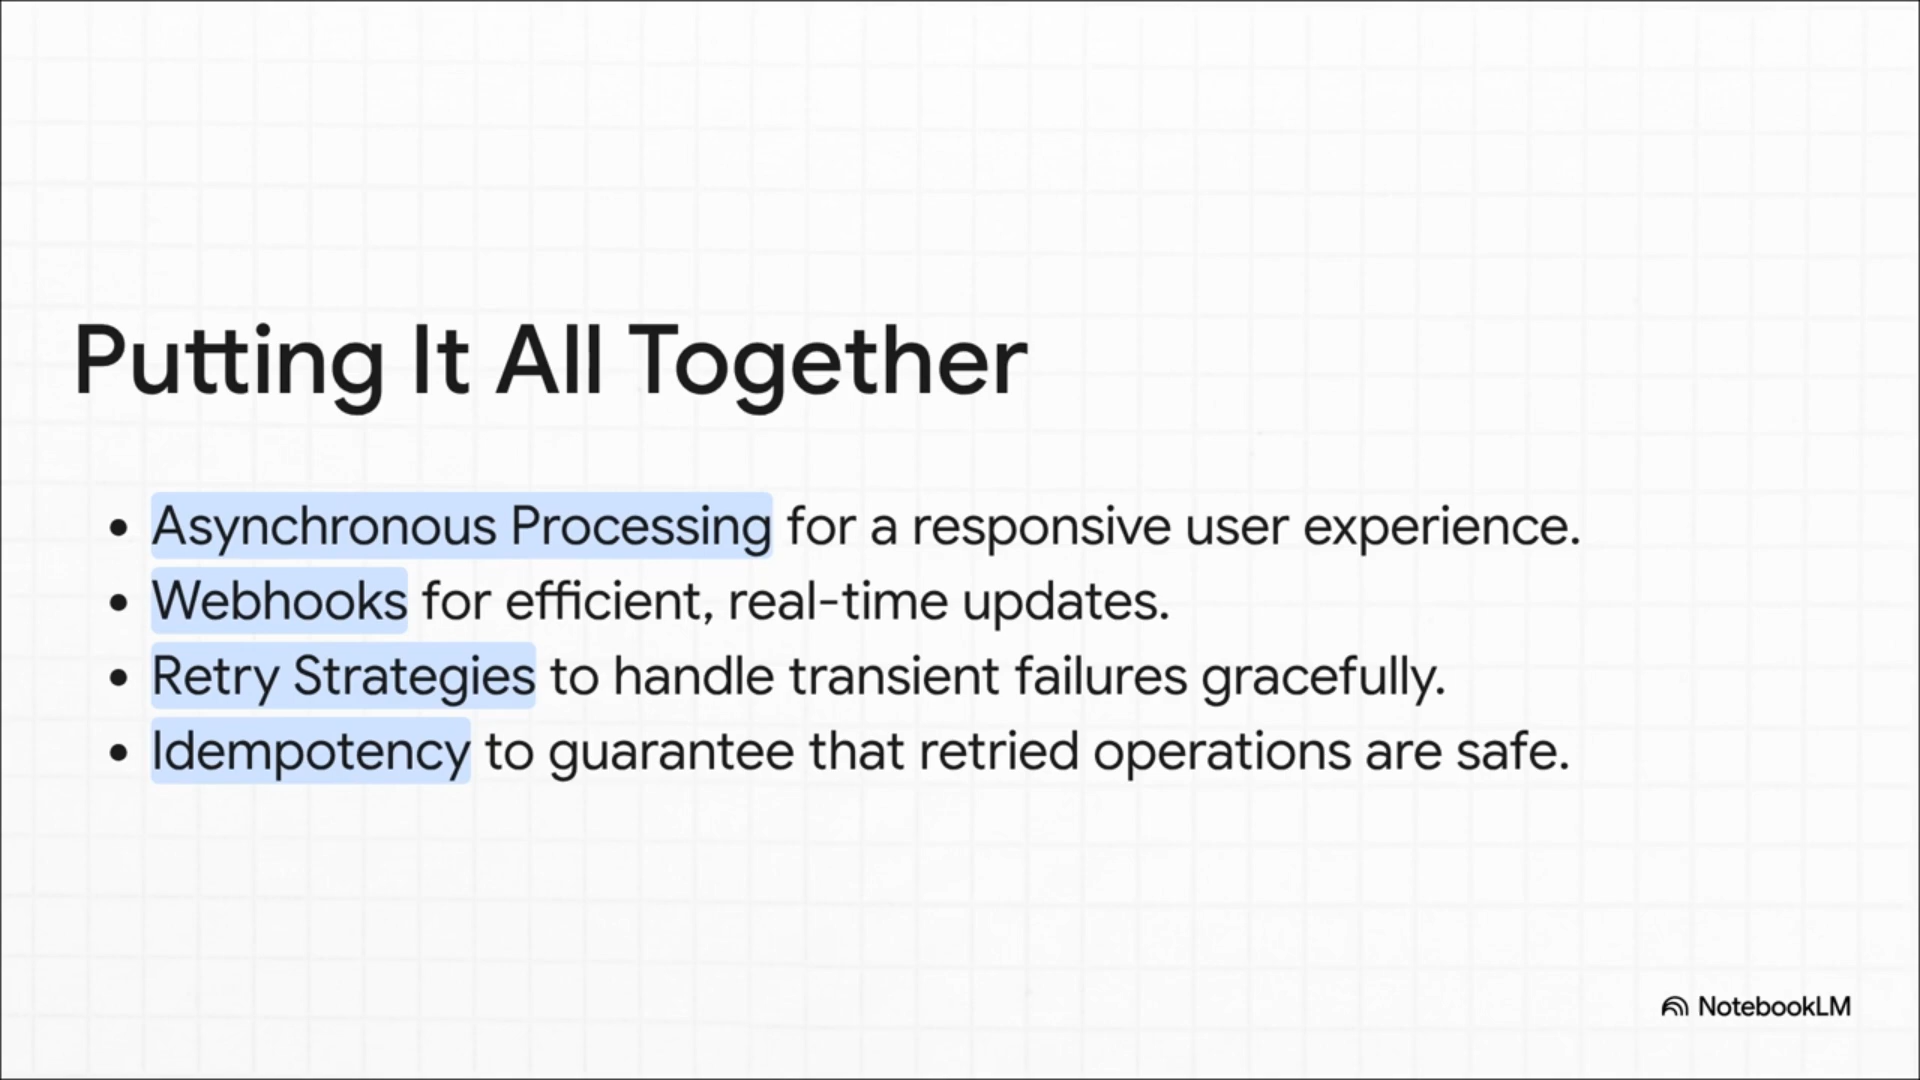 Putting It All Together
• Asynchronous Processing for a responsive user experience.
• Webhooks for efficient, real-time updates.
• Retry Strategies to handle transient failures gracefully.
• Idempotency to guarantee that retried operations are safe.
NotebookLM